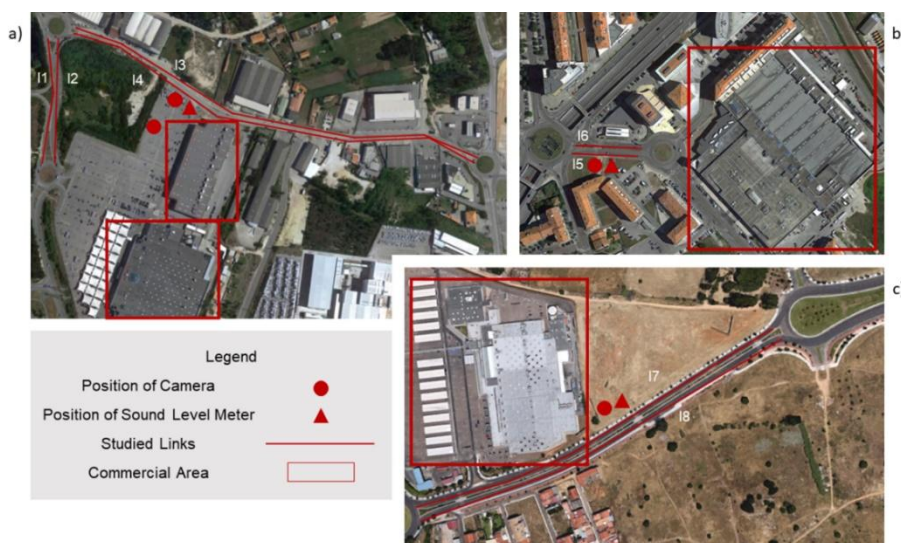 a)
b
l1
l2
l4
l3
l6
l5
c)
l7
l8
Legend
Position of Camera
Position of Sound Level Meter
Studied Links
Commercial Area